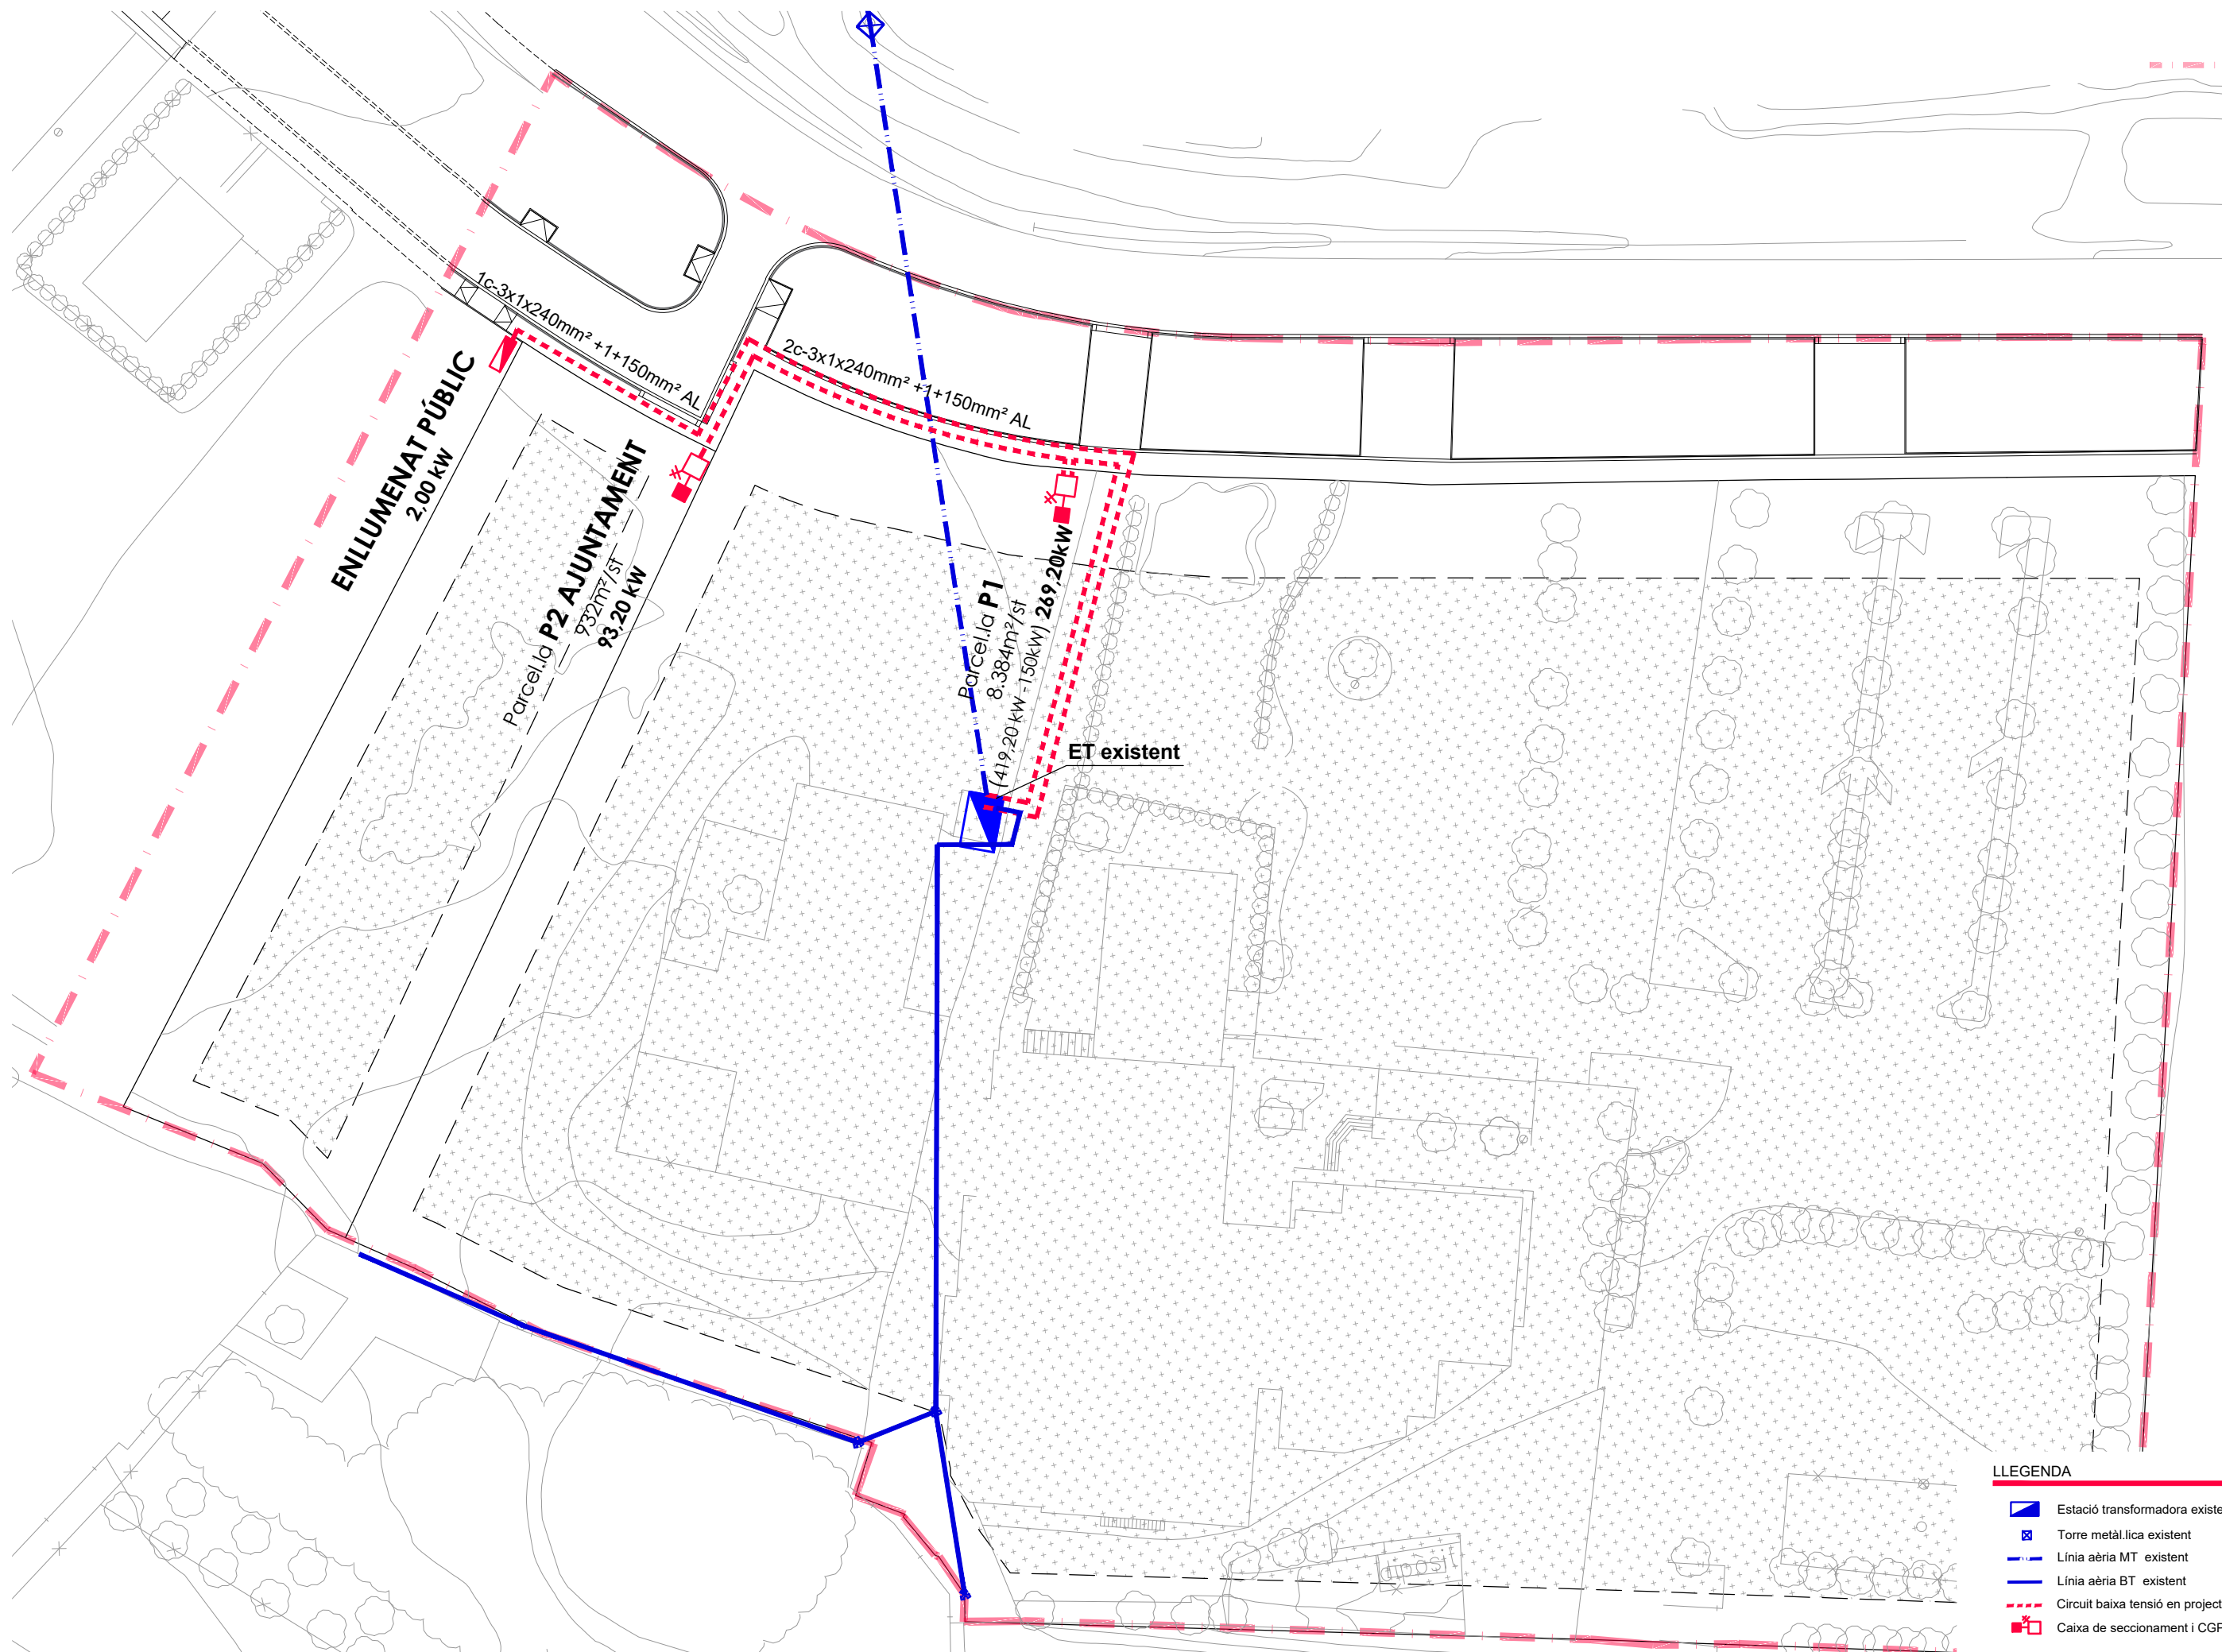 1c-3x1x240mm² +1+150mm² AL
2c-3x1x240mm² +1+150mm² AL
ENLLUMENAT PÚBLIC
2,00 kW
Parcel.la P2 AJUNTAMENT
932m²/st
93,20 kW
Parcel.la P1
8.384m²/st
(419,20 kW -150kW) 269,20kW
ET existent
LLEGENDA
Estació transformadora existe
Torre metàl.lica existent
Línia aèria MT existent
Línia aèria BT existent
Circuit baixa tensió en project
Caixa de seccionament i CGP